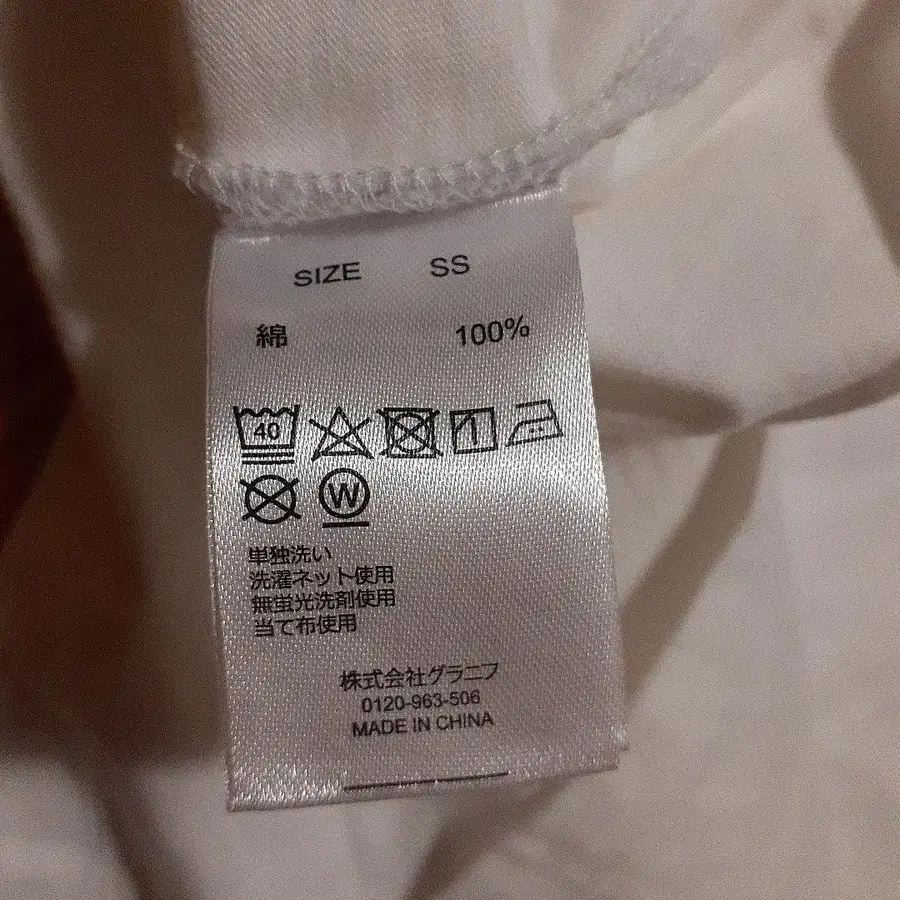 SIZE SS
綿 100%
40
W
単独洗い
洗濯ネット使用
無蛍光洗剤使用
当て布使用
株式会社グラニフ
0120-963-506
MADE IN CHINA